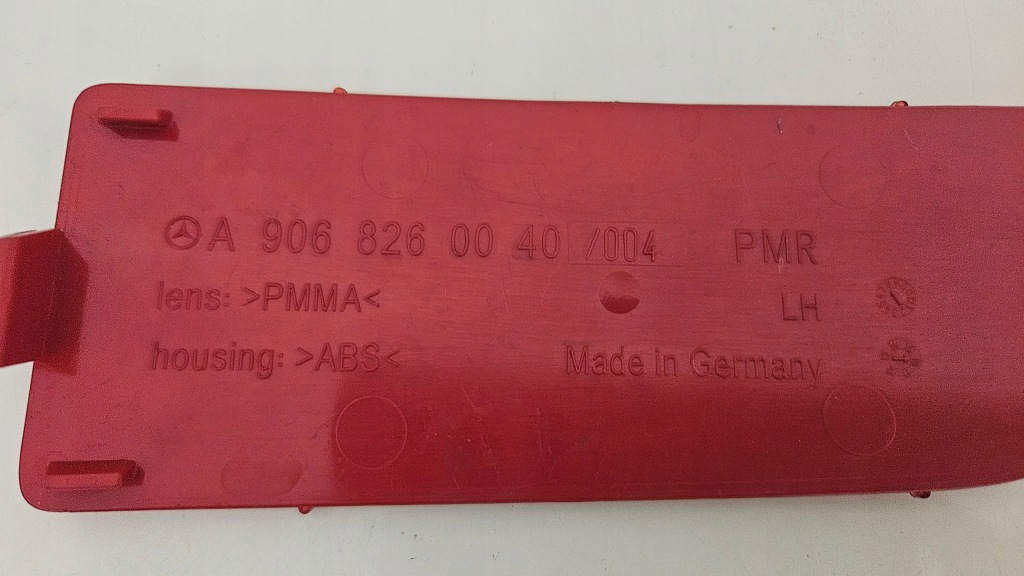 A 906 826 00 40 /004 PMR
lens: >PMMA< LH
housing: >ABS< Made in Germany